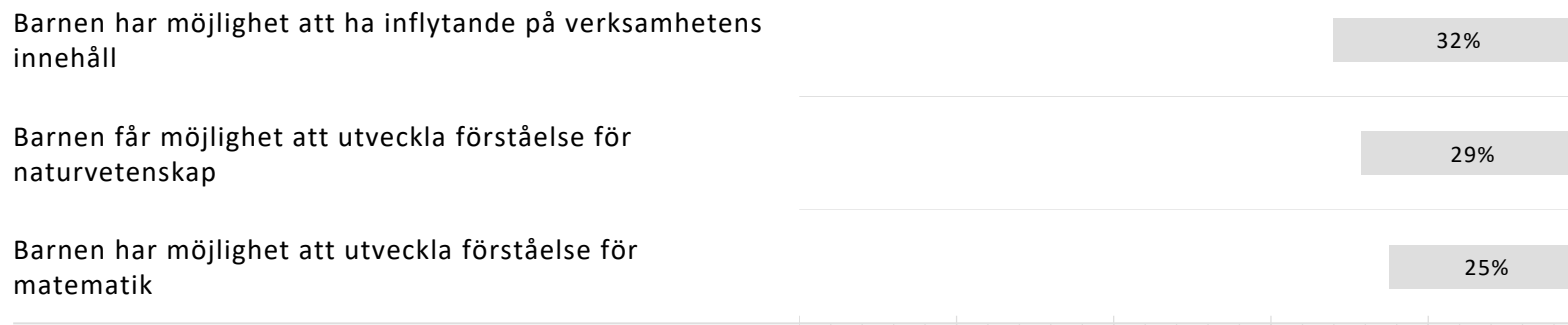 Barnen har möjlighet att ha inflytande på verksamhetens
innehåll
32%
Barnen får möjlighet att utveckla förståelse för
naturvetenskap
29%
Barnen har möjlighet att utveckla förståelse för
matematik
25%